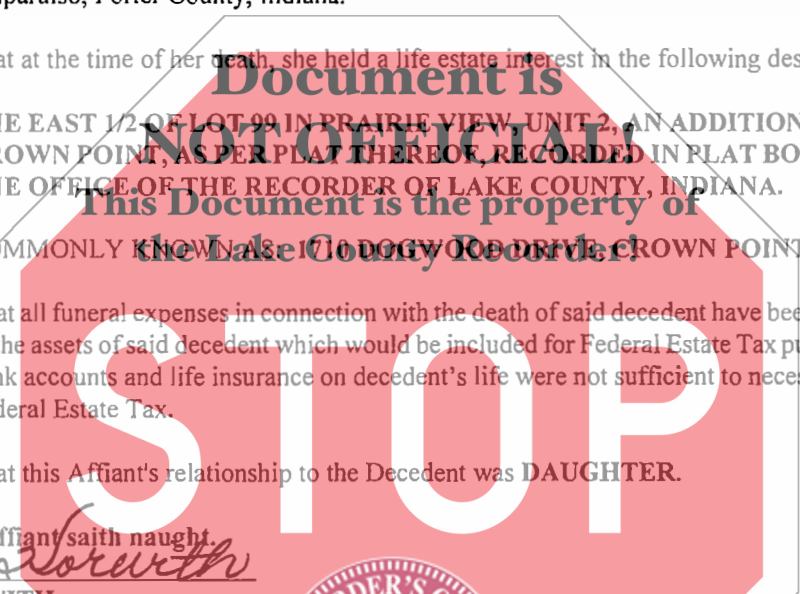 Valparaiso, Porter County, Indiana.
at at the time of her death, she held a life estate interest in the following des
Document is
E EAST 1/2 OF LOT 99 IN PRAIRIE VIEW, UNIT 2, AN ADDITION
NOT OFFICIAL!
OWN POINT, AS PER PLAT THEREOF, RECORDED IN PLAT BO
E OFFICE OF THE RECORDER OF LAKE COUNTY, INDIANA.
This Document is the property of
the Lake County Recorder!
OMMONLY KNOWN AS: 1710 DOGWOOD DRIVE, CROWN POINT
at all funeral expenses in connection with the death of said decedent have bee
he assets of said decedent which would be included for Federal Estate Tax pu
nk accounts and life insurance on decedent's life were not sufficient to neces
deral Estate Tax.
STOP
at this Affiant's relationship to the Decedent was DAUGHTER.
ffiant saith naught.